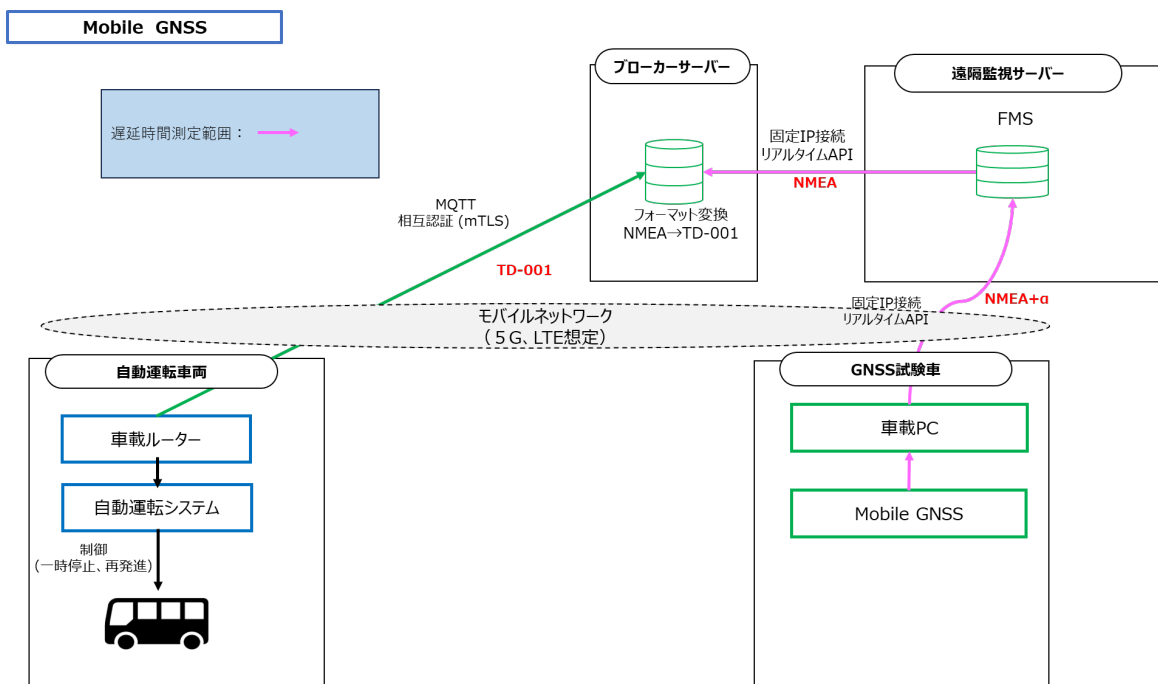 Mobile GNSS
遅延時間測定範囲：
ブローカーサーバー
フォーマット変換
NMEA→TD-001
固定IP接続
リアルタイムAPI
NMEA
遠隔監視サーバー
FMS
MQTT
相互認証 (mTLS)
TD-001
固定IP接続
リアルタイムAPI
NMEA+α
モバイルネットワーク
（５G、LTE想定）
自動運転車両
車載ルーター
自動運転システム
制御
（一時停止、再発進）
GNSS試験車
車載PC
Mobile GNSS